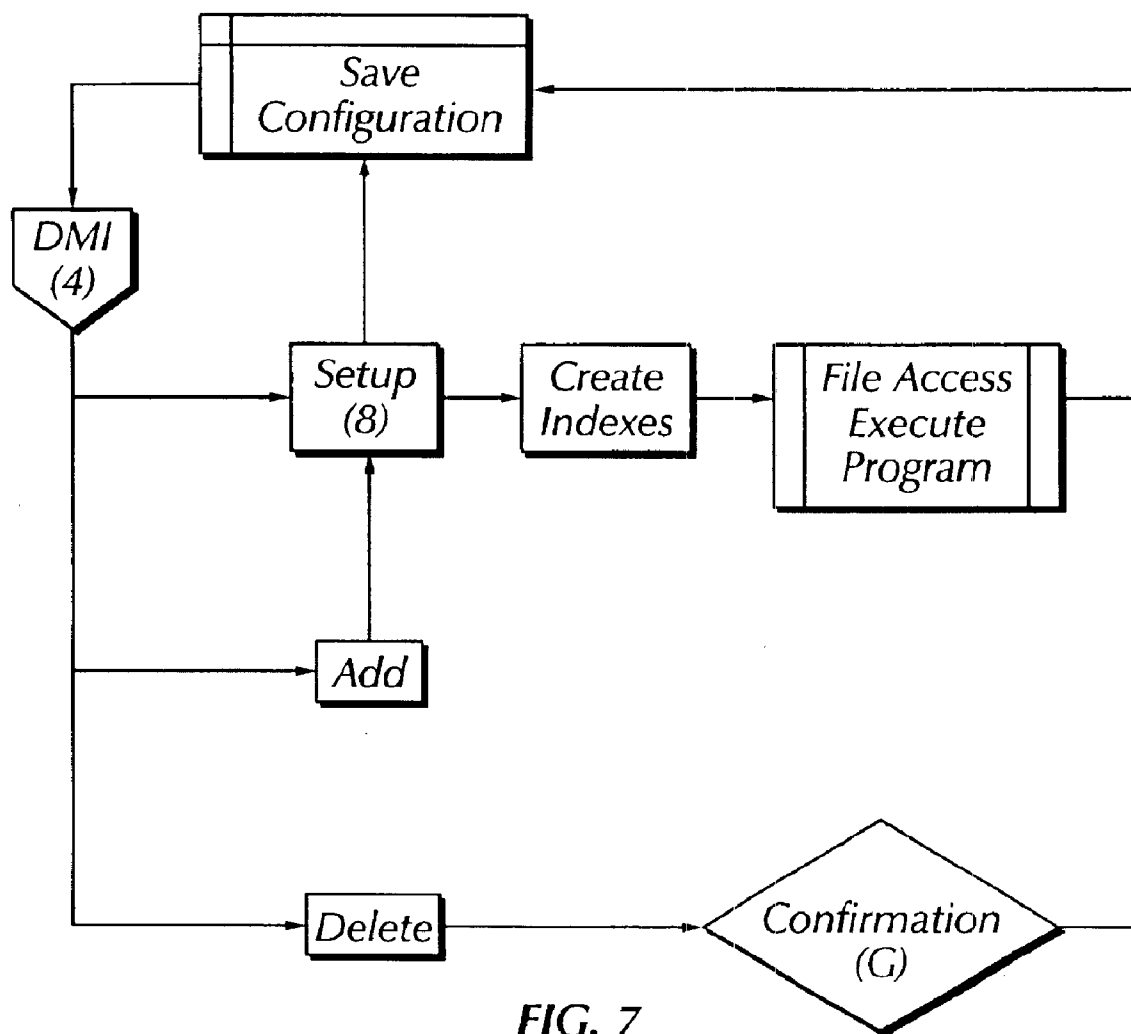 Save
Configuration
DMI
(4)
Setup
(8)
Create
Indexes
File Access
Execute
Program
Add
Delete
Confirmation
(G)
FIG. 7